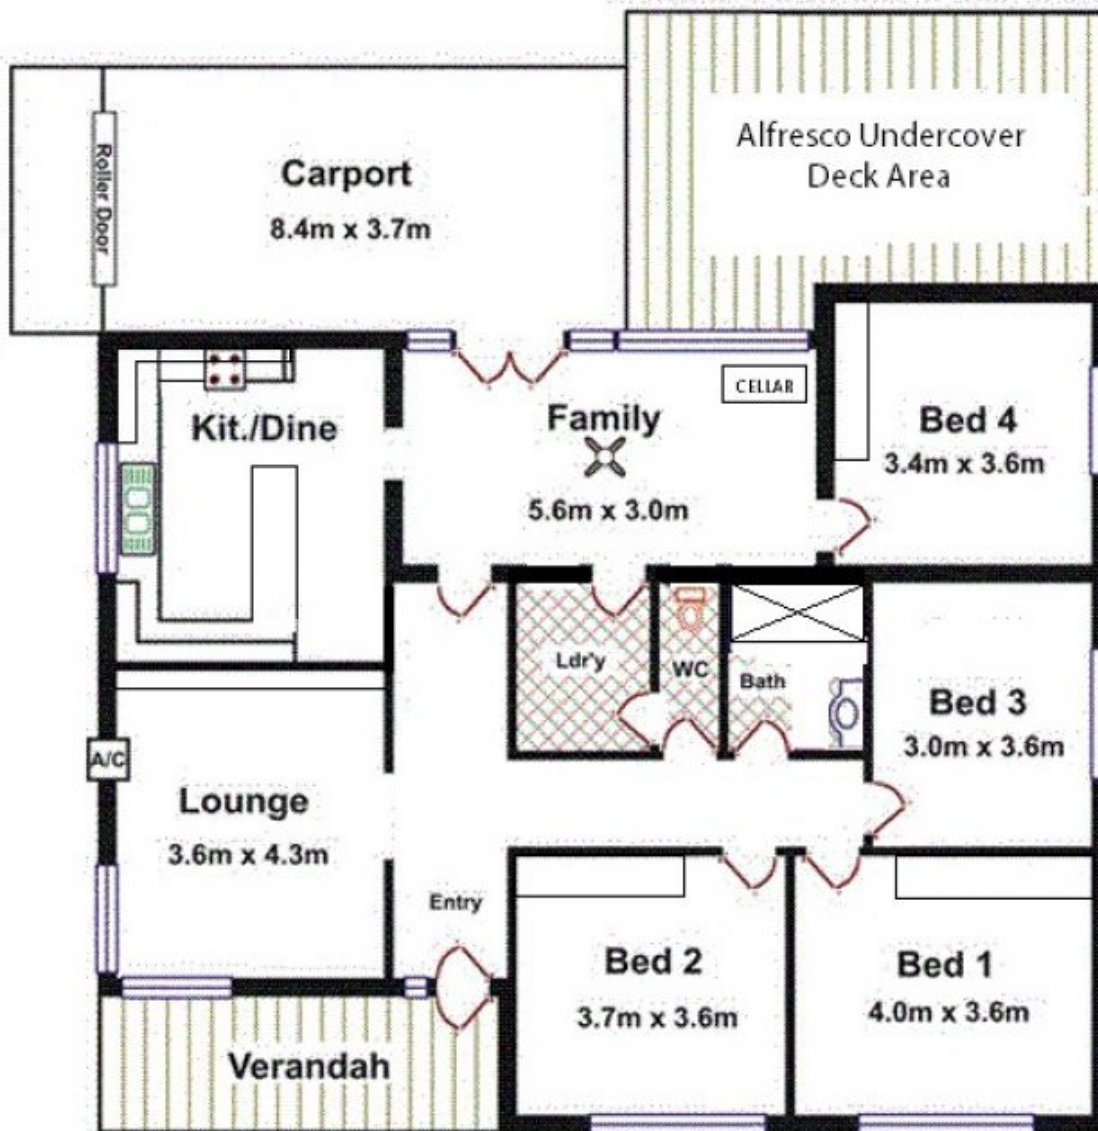 Alfresco Undercover
Deck Area
Roller Door
Carport
8.4m x 3.7m
CELLAR
Kit./Dine
Family
5.6m x 3.0m
Bed 4
3.4m x 3.6m
Ldr'y
WC
Bath
Bed 3
3.0m x 3.6m
A/C
Lounge
3.6m x 4.3m
Entry
Bed 2
3.7m x 3.6m
Bed 1
4.0m x 3.6m
Verandah